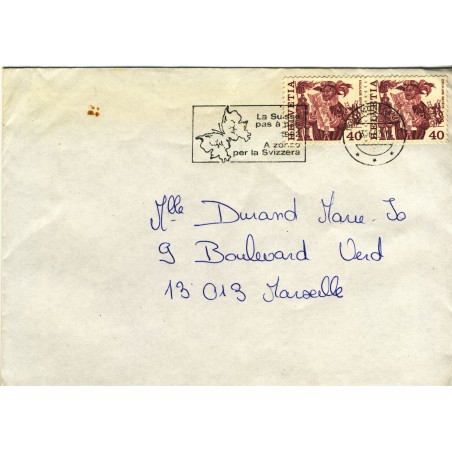 HELVETIA 40
HELVETIA 40
La Suisse
pas à pas
A zonzo
per la Svizzera
Mlle Durand Marie-Jo
9 Boulevard Verd
13 013 Marseille